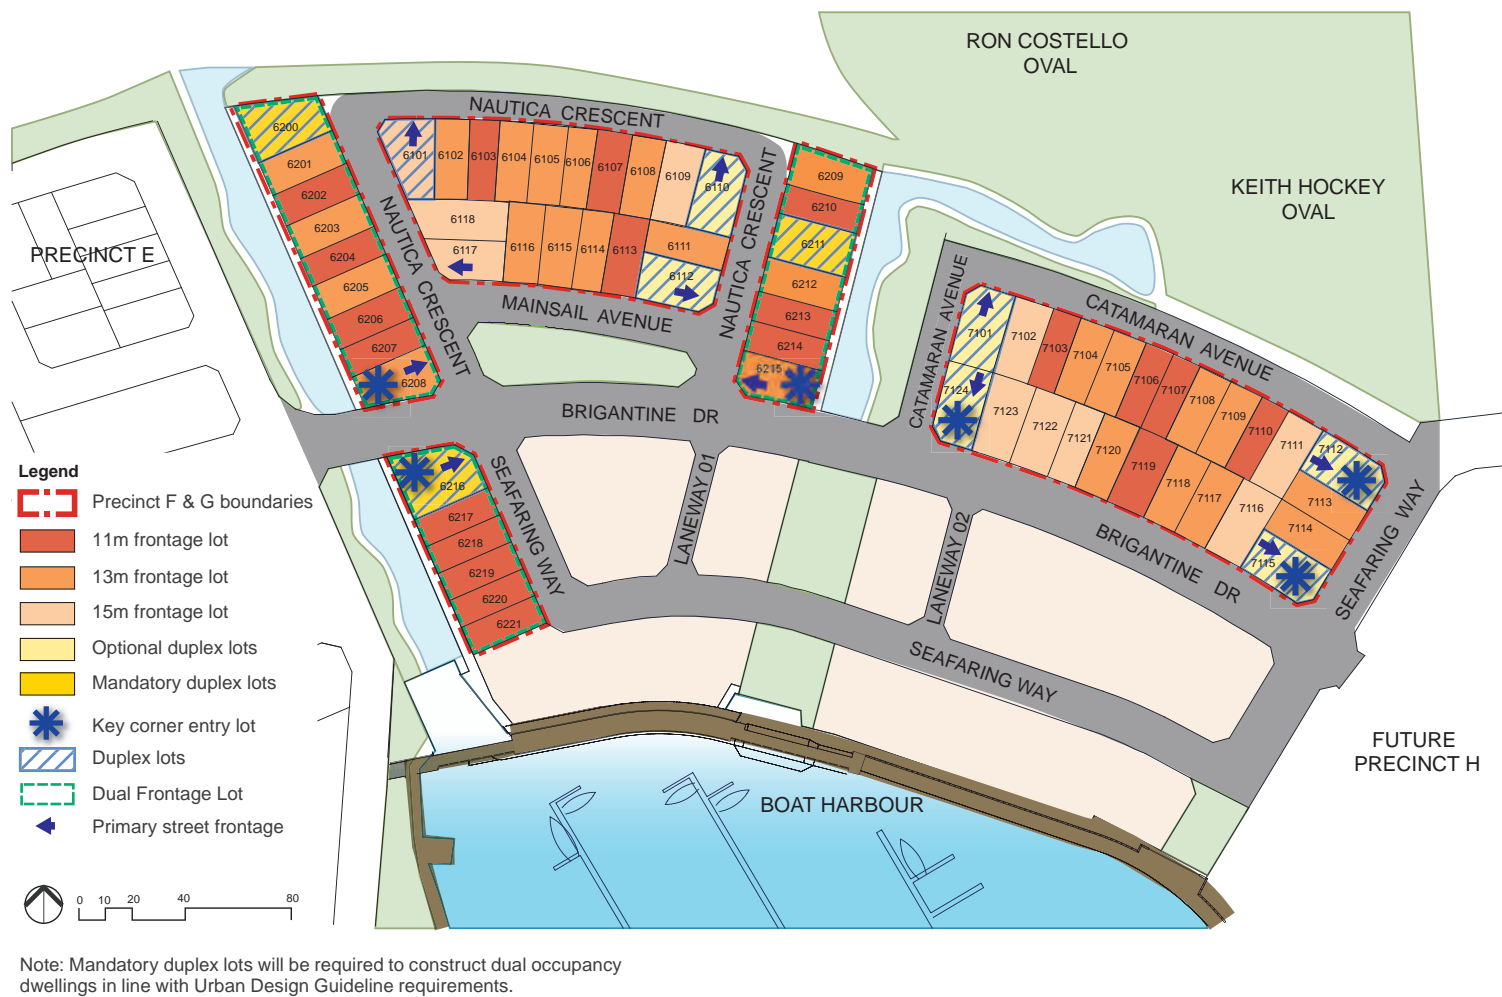 RON COSTELLO
OVAL
KEITH HOCKEY
OVAL
PRECINCT E
NAUTICA CRESCENT
NAUTICA CRESCENT
NAUTICA CRESCENT
MAINSAIL AVENUE
BRIGANTINE DR
CATAMARAN AVENUE
CATAMARAN AVENUE
BRIGANTINE DR
SEAFARING WAY
SEAFARING WAY
SEAFARING WAY
LANEWAY 01
LANEWAY 02
FUTURE
PRECINCT H
BOAT HARBOUR
6200
6201
6202
6203
6204
6205
6206
6207
6208
6101
6102
6103
6104
6105
6106
6107
6108
6109
6110
6118
6117
6116
6115
6114
6113
6111
6112
6209
6210
6211
6212
6213
6214
6215
6216
6217
6218
6219
6220
6221
7101
7102
7103
7104
7105
7106
7107
7108
7109
7110
7111
7112
7113
7114
7115
7116
7117
7118
7119
7120
7121
7122
7123
7124
Legend
Precinct F & G boundaries
11m frontage lot
13m frontage lot
15m frontage lot
Optional duplex lots
Mandatory duplex lots
Key corner entry lot
Duplex lots
Dual Frontage Lot
Primary street frontage
0 10 20 40 80
Note: Mandatory duplex lots will be required to construct dual occupancy
dwellings in line with Urban Design Guideline requirements.